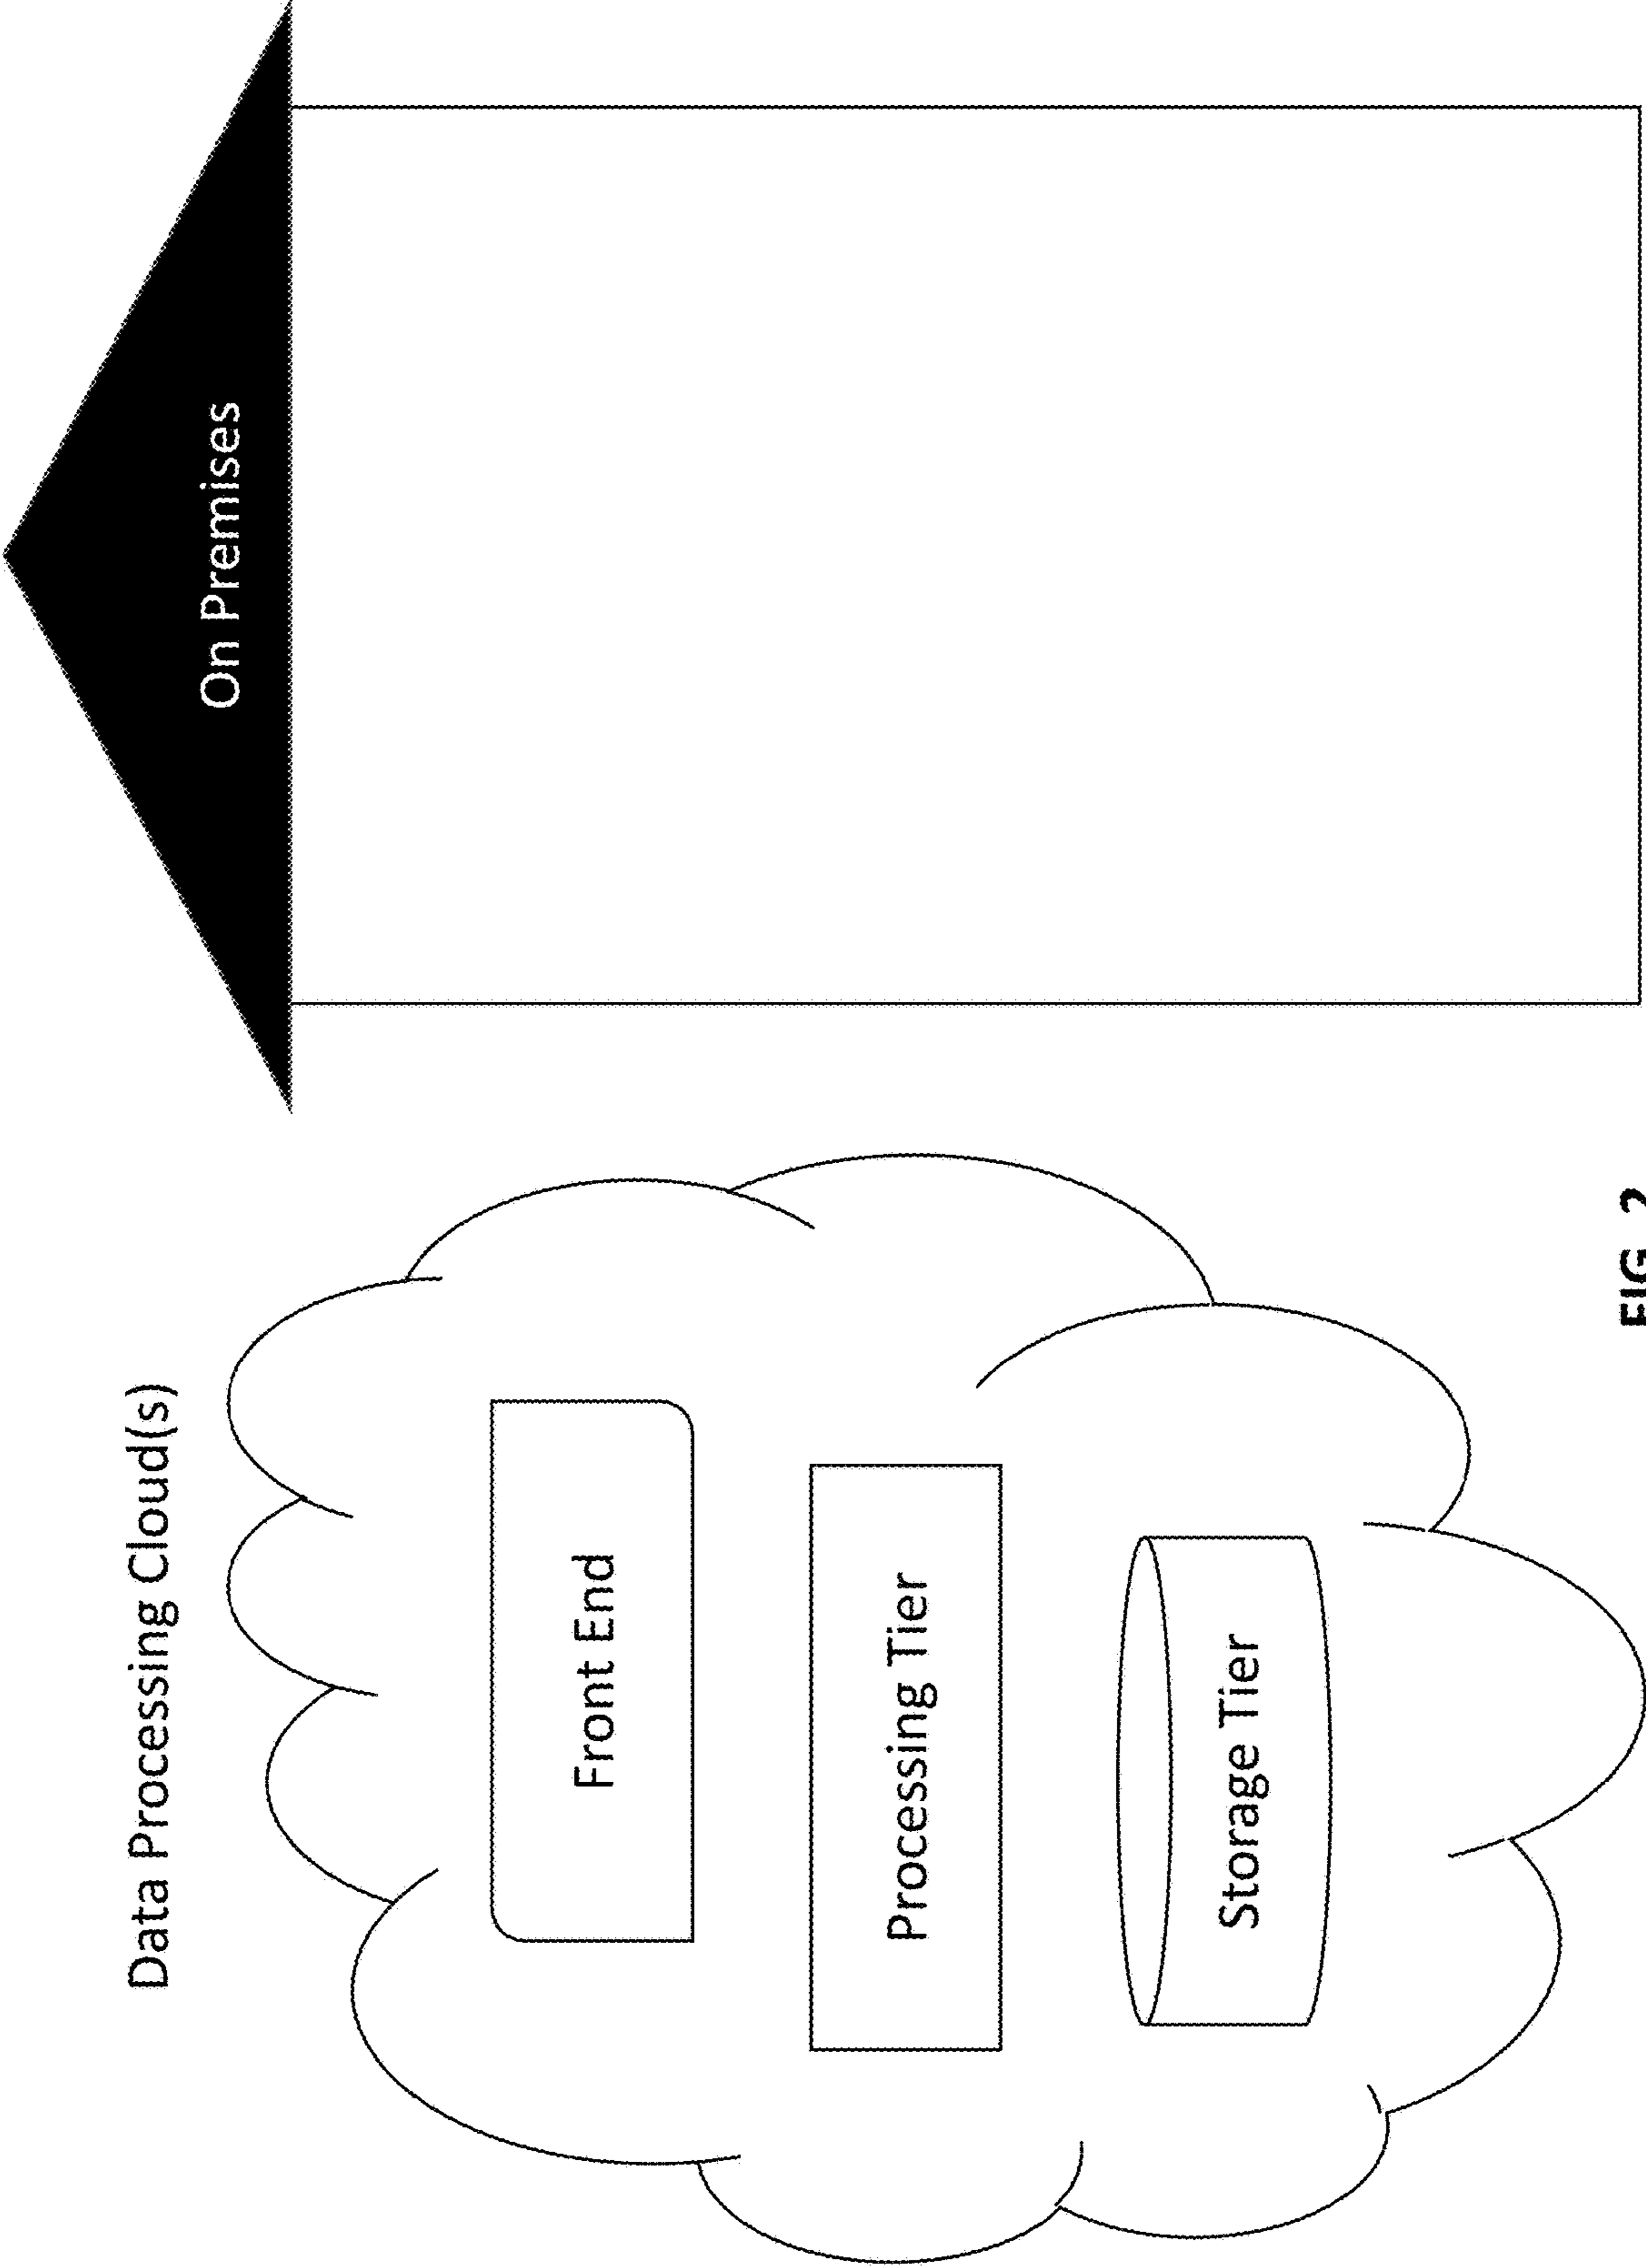 Data Processing Cloud(s)
On Premises
Front End
Processing Tier
Storage Tier
FIG. 2